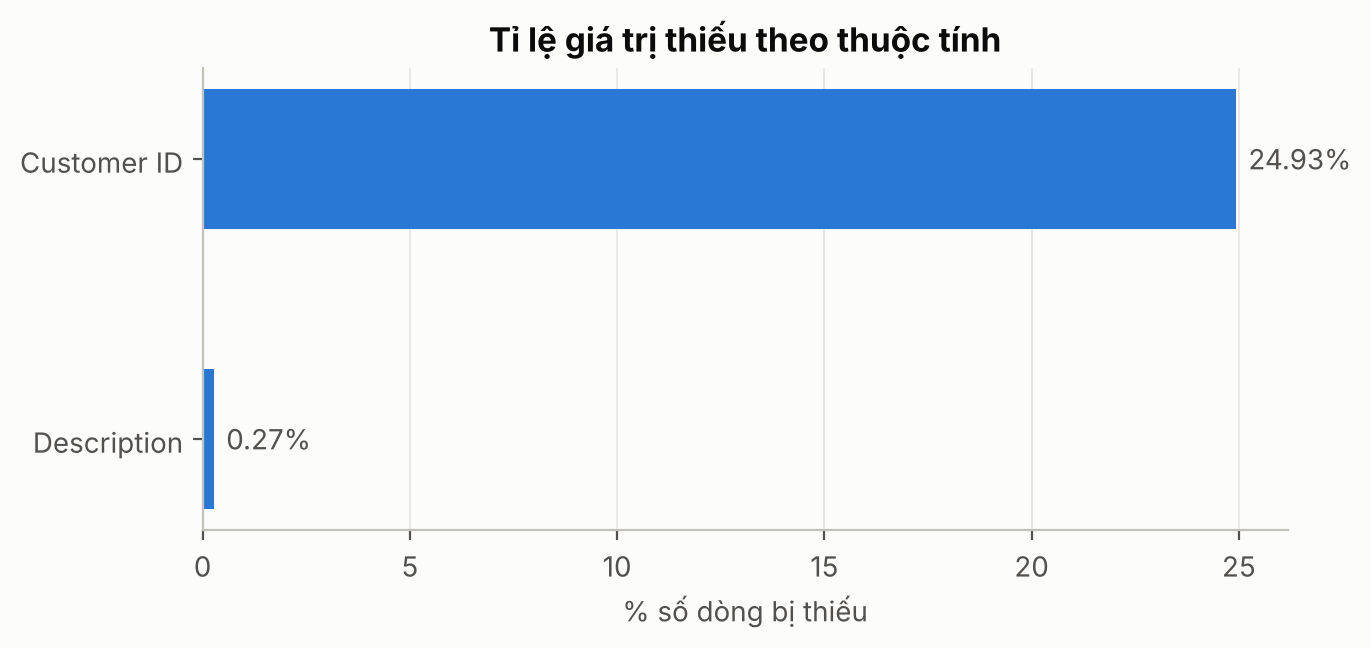 Tỉ lệ giá trị thiếu theo thuộc tính
Customer ID
24.93%
Description
0.27%
0 5 10 15 20 25
% số dòng bị thiếu